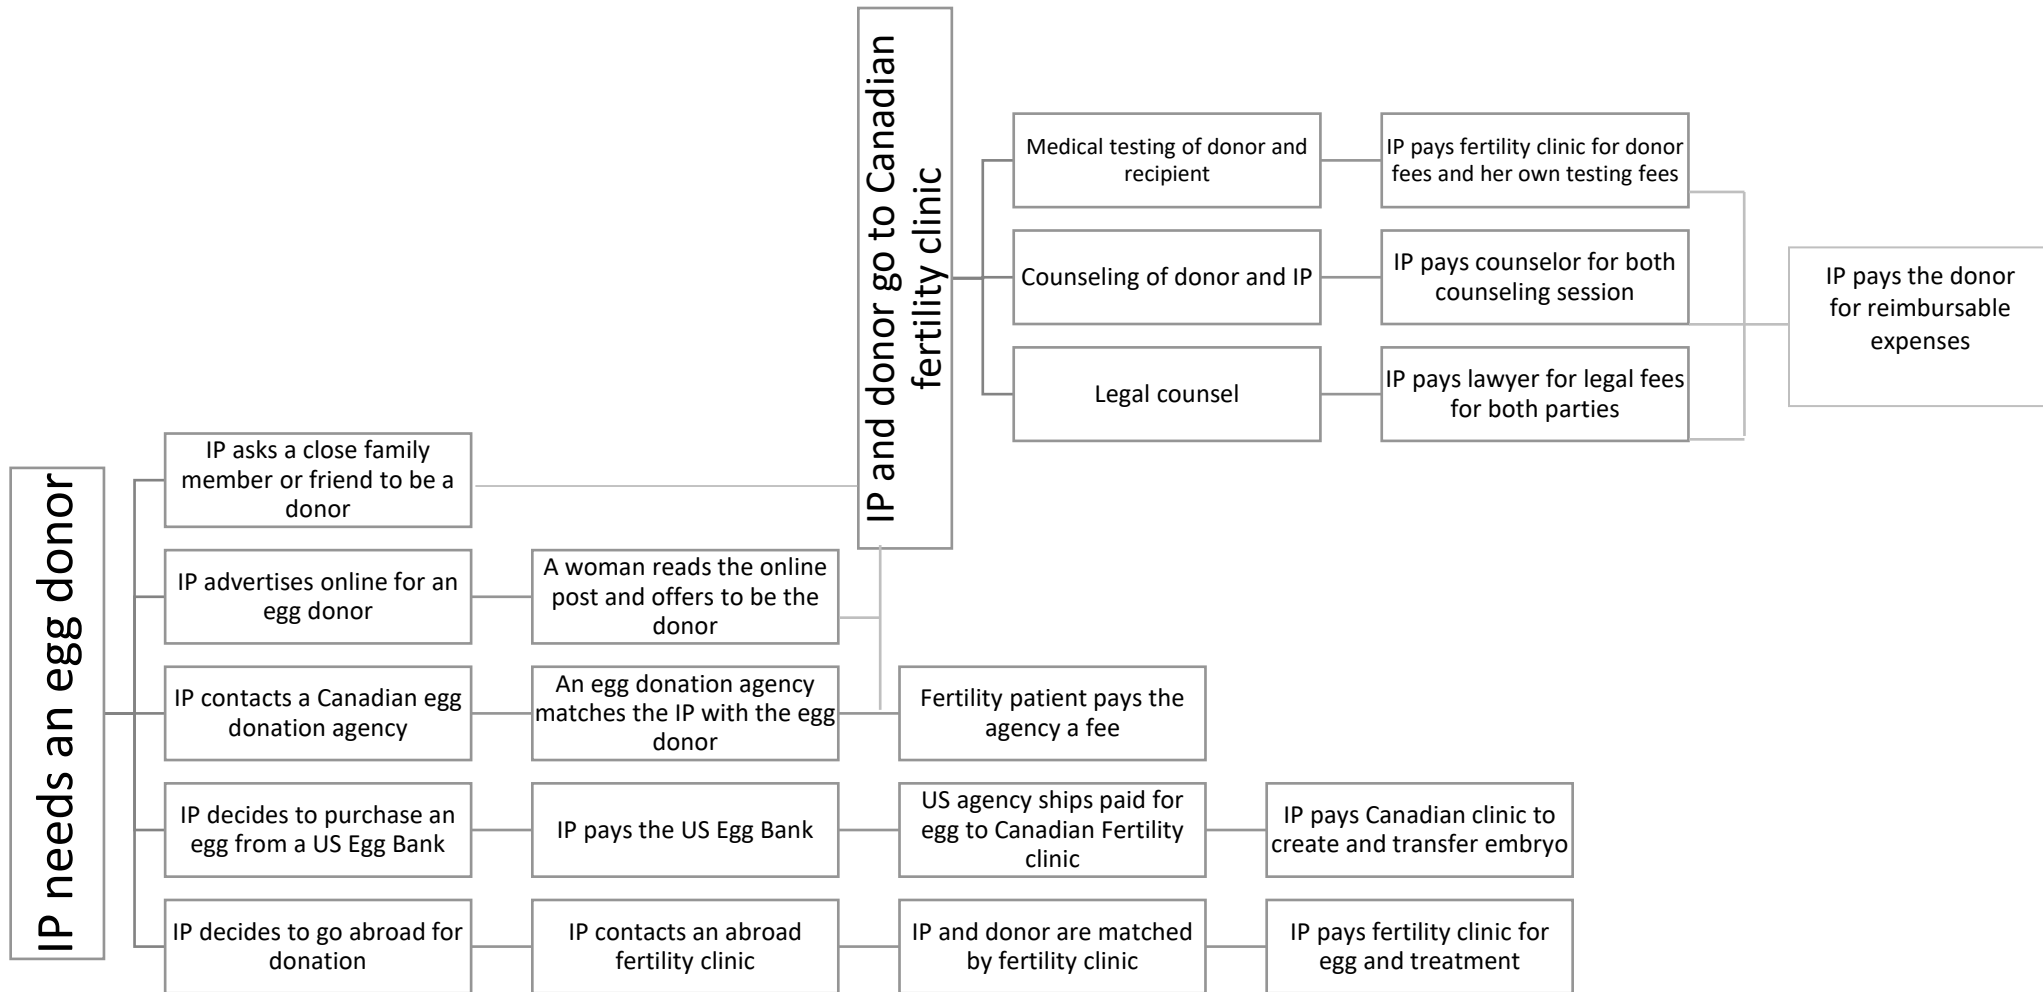 IP and donor go to Canadian
fertility clinic
Medical testing of donor and
recipient
IP pays fertility clinic for donor
fees and her own testing fees
Counseling of donor and IP
IP pays counselor for both
counseling session
IP pays the donor
for reimbursable
expenses
Legal counsel
IP pays lawyer for legal fees
for both parties
IP needs an egg donor
IP asks a close family
member or friend to be a
donor
IP advertises online for an
egg donor
A woman reads the online
post and offers to be the
donor
IP contacts a Canadian egg
donation agency
An egg donation agency
matches the IP with the egg
donor
Fertility patient pays the
agency a fee
IP decides to purchase an
egg from a US Egg Bank
IP pays the US Egg Bank
US agency ships paid for
egg to Canadian Fertility
clinic
IP pays Canadian clinic to
create and transfer embryo
IP decides to go abroad for
donation
IP contacts an abroad
fertility clinic
IP and donor are matched
by fertility clinic
IP pays fertility clinic for
egg and treatment